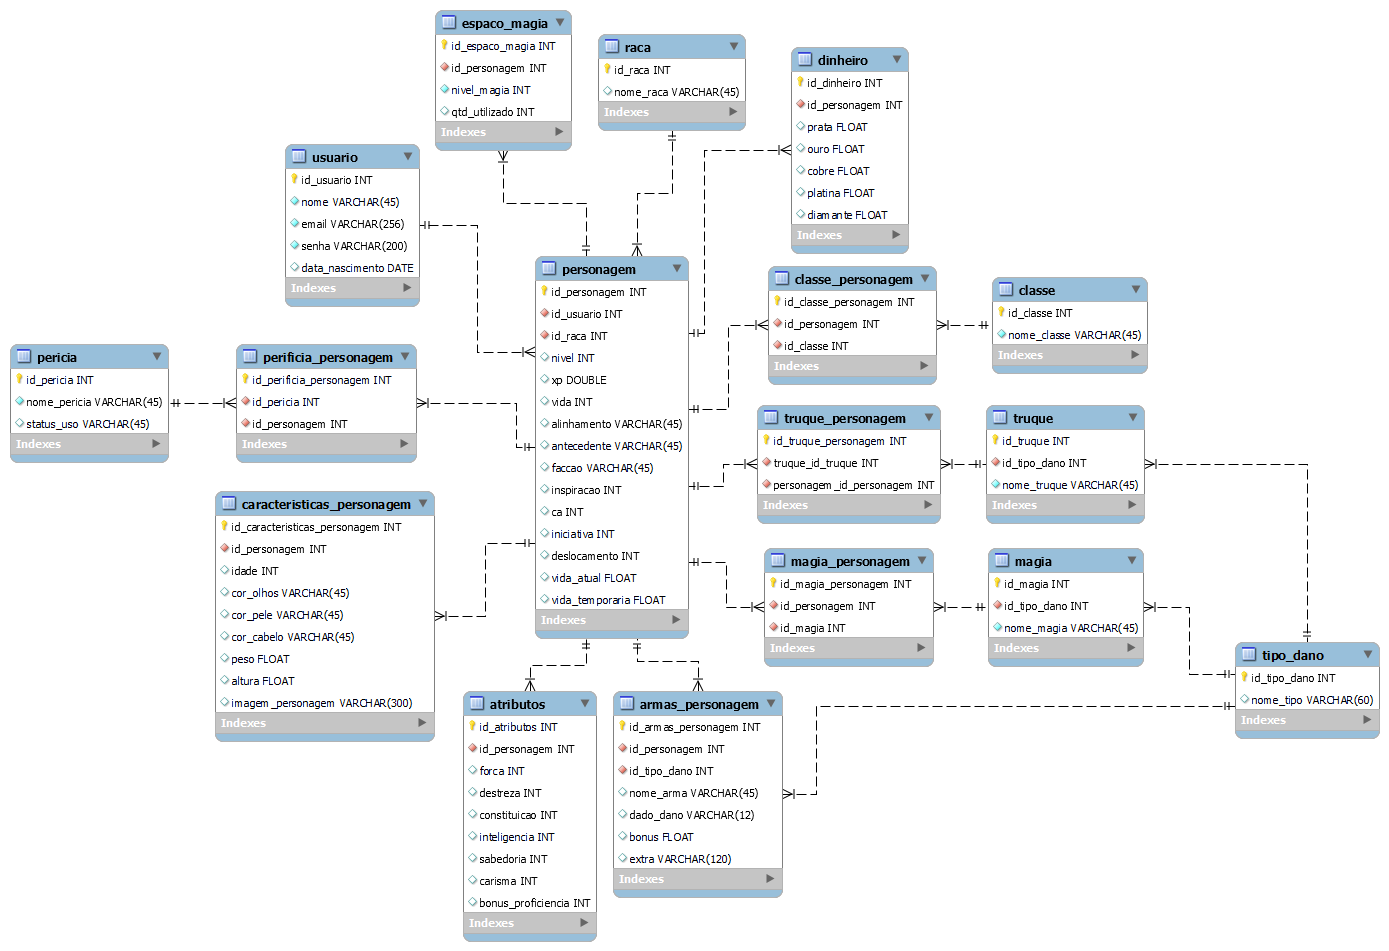 espaco_magia
id_espaco_magia INT
id_personagem INT
nivel_magia INT
qtd_utilizado INT
Indexes
raca
id_raca INT
nome_raca VARCHAR(45)
Indexes
dinheiro
id_dinheiro INT
id_personagem INT
prata FLOAT
ouro FLOAT
cobre FLOAT
platina FLOAT
diamante FLOAT
Indexes
usuario
id_usuario INT
nome VARCHAR(45)
email VARCHAR(256)
senha VARCHAR(200)
data_nascimento DATE
Indexes
personagem
id_personagem INT
id_usuario INT
id_raca INT
nivel INT
xp DOUBLE
vida INT
alinhamento VARCHAR(45)
antecedente VARCHAR(45)
faccao VARCHAR(45)
inspiracao INT
ca INT
iniciativa INT
deslocamento INT
vida_atual FLOAT
vida_temporaria FLOAT
Indexes
classe_personagem
id_classe_personagem INT
id_personagem INT
id_classe INT
Indexes
classe
id_classe INT
nome_classe VARCHAR(45)
Indexes
pericia
id_pericia INT
nome_pericia VARCHAR(45)
status_uso VARCHAR(45)
Indexes
perificia_personagem
id_perificia_personagem INT
id_pericia INT
id_personagem INT
Indexes
truque_personagem
id_truque_personagem INT
truque_id_truque INT
personagem_id_personagem INT
Indexes
truque
id_truque INT
id_tipo_dano INT
nome_truque VARCHAR(45)
Indexes
caracteristicas_personagem
id_caracteristicas_personagem INT
id_personagem INT
idade INT
cor_olhos VARCHAR(45)
cor_pele VARCHAR(45)
cor_cabelo VARCHAR(45)
peso FLOAT
altura FLOAT
imagem_personagem VARCHAR(300)
Indexes
magia_personagem
id_magia_personagem INT
id_personagem INT
id_magia INT
Indexes
magia
id_magia INT
id_tipo_dano INT
nome_magia VARCHAR(45)
Indexes
tipo_dano
id_tipo_dano INT
nome_tipo VARCHAR(60)
Indexes
atributos
id_atributos INT
id_personagem INT
forca INT
destreza INT
constituicao INT
inteligencia INT
sabedoria INT
carisma INT
bonus_proficiencia INT
Indexes
armas_personagem
id_armas_personagem INT
id_personagem INT
id_tipo_dano INT
nome_arma VARCHAR(45)
dado_dano VARCHAR(12)
bonus FLOAT
extra VARCHAR(120)
Indexes